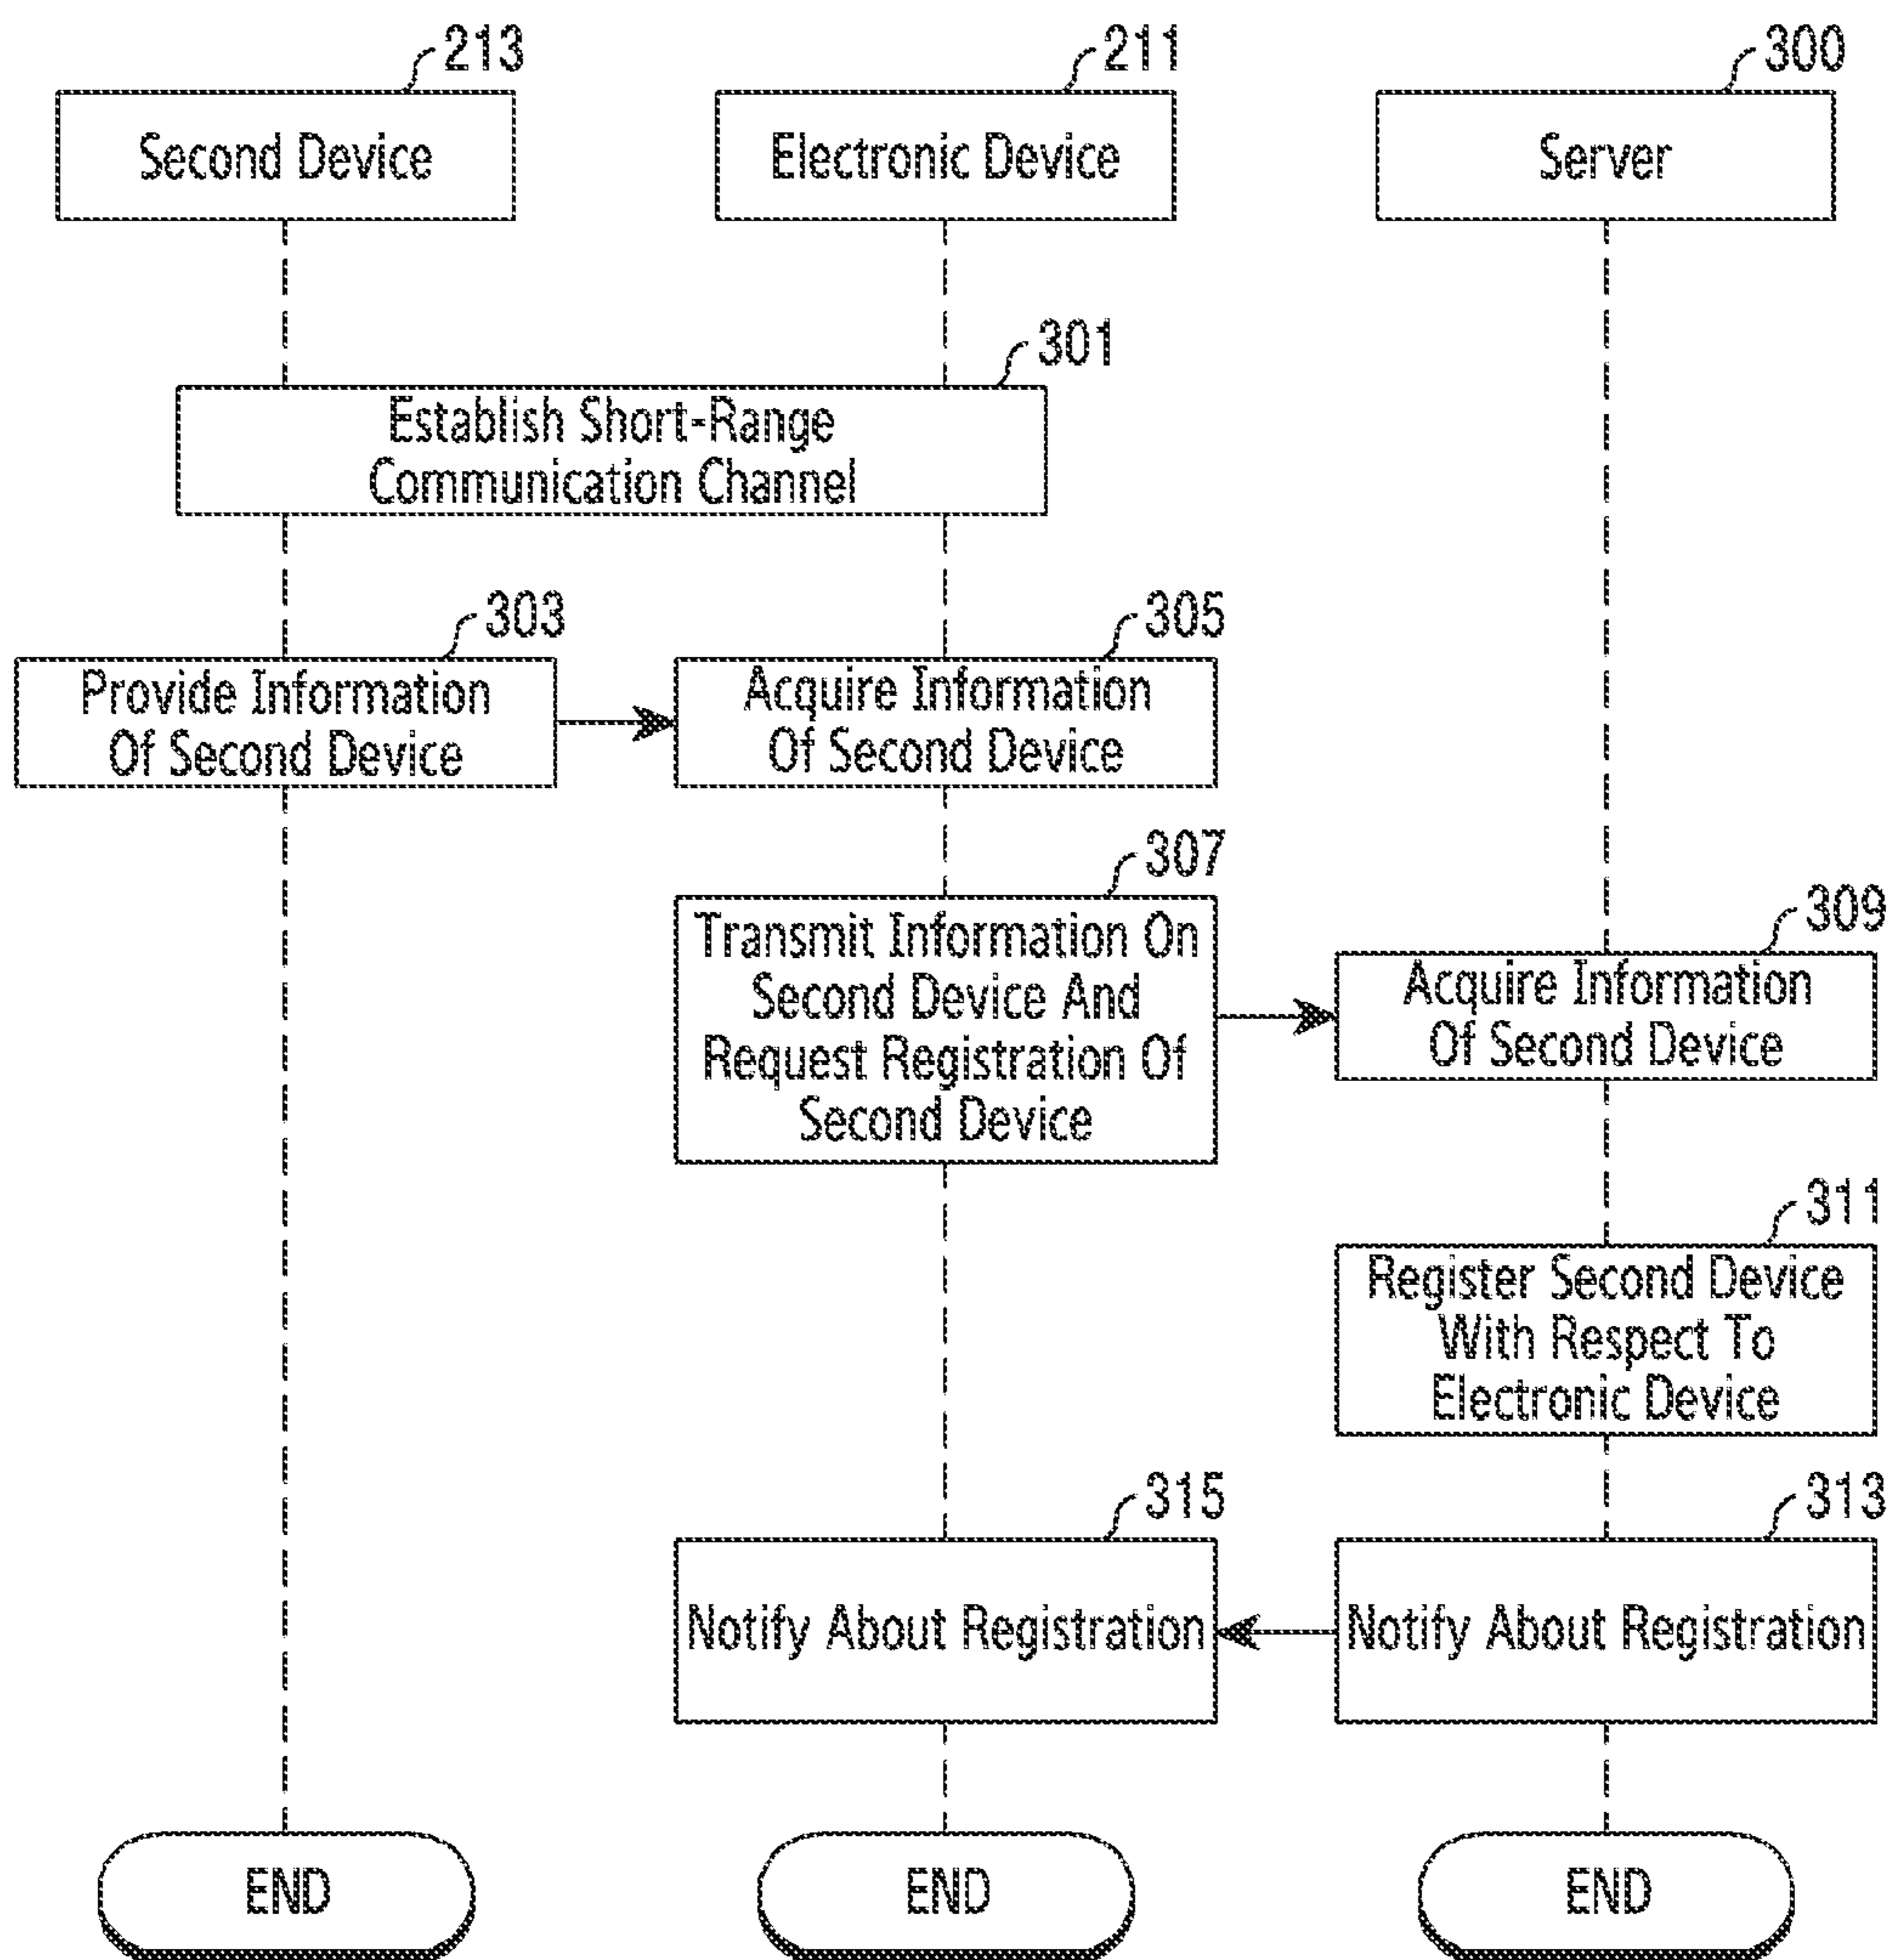 213
211
300
Second Device
Electronic Device
Server
301
Establish Short-Range
Communication Channel
303
305
Provide Information
Of Second Device
Acquire Information
Of Second Device
307
Transmit Information On
Second Device And
Request Registration Of
Second Device
309
Acquire Information
Of Second Device
311
Register Second Device
With Respect To
Electronic Device
315
313
Notify About Registration
Notify About Registration
END
END
END